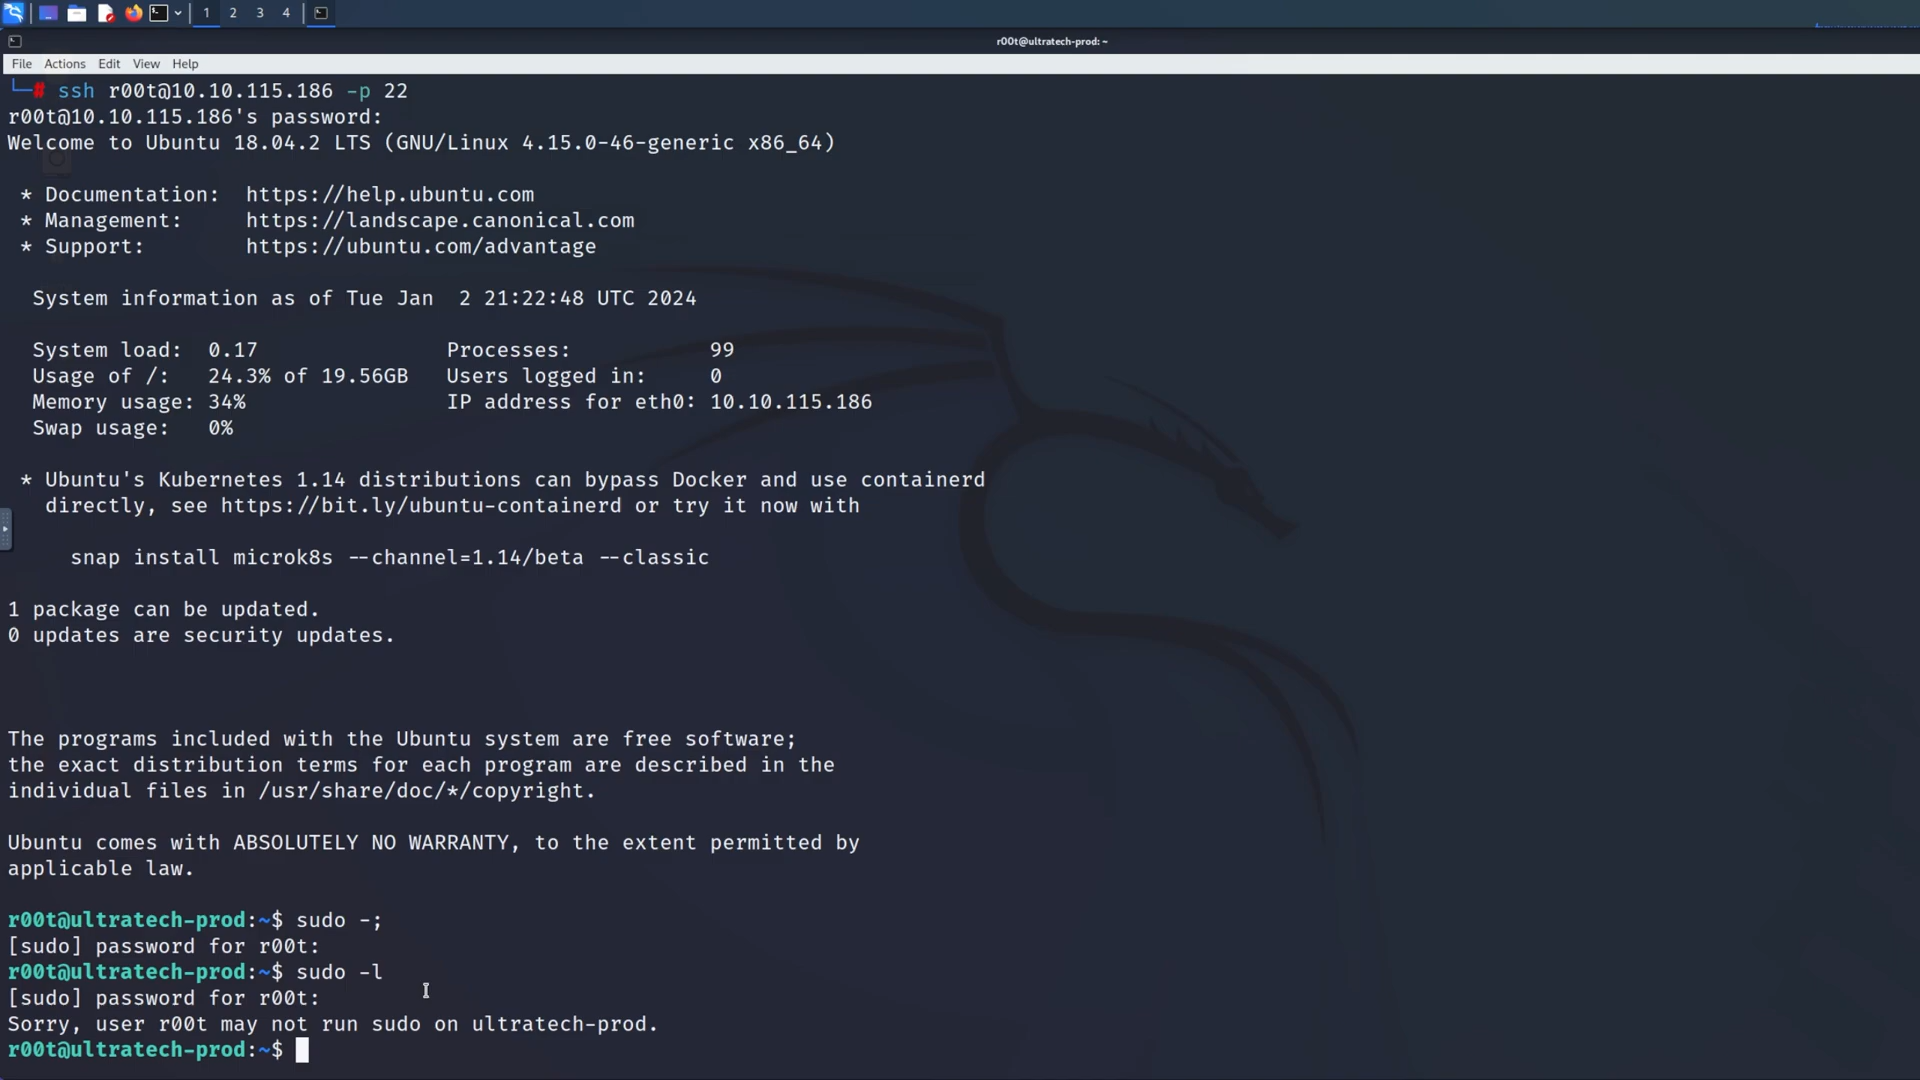 1 2 3 4
r00t@ultratech-prod: ~
File Actions Edit View Help
└─# ssh r00t@10.10.115.186 -p 22
r00t@10.10.115.186's password:
Welcome to Ubuntu 18.04.2 LTS (GNU/Linux 4.15.0-46-generic x86_64)
* Documentation: https://help.ubuntu.com
* Management: https://landscape.canonical.com
* Support: https://ubuntu.com/advantage
System information as of Tue Jan  2 21:22:48 UTC 2024
System load: 0.17 Processes: 99
Usage of /: 24.3% of 19.56GB Users logged in: 0
Memory usage: 34% IP address for eth0: 10.10.115.186
Swap usage: 0%
* Ubuntu's Kubernetes 1.14 distributions can bypass Docker and use containerd
directly, see https://bit.ly/ubuntu-containerd or try it now with
snap install microk8s --channel=1.14/beta --classic
1 package can be updated.
0 updates are security updates.
The programs included with the Ubuntu system are free software;
the exact distribution terms for each program are described in the
individual files in /usr/share/doc/*/copyright.
Ubuntu comes with ABSOLUTELY NO WARRANTY, to the extent permitted by
applicable law.
r00t@ultratech-prod:~$ sudo -;
[sudo] password for r00t:
r00t@ultratech-prod:~$ sudo -l
[sudo] password for r00t:
Sorry, user r00t may not run sudo on ultratech-prod.
r00t@ultratech-prod:~$